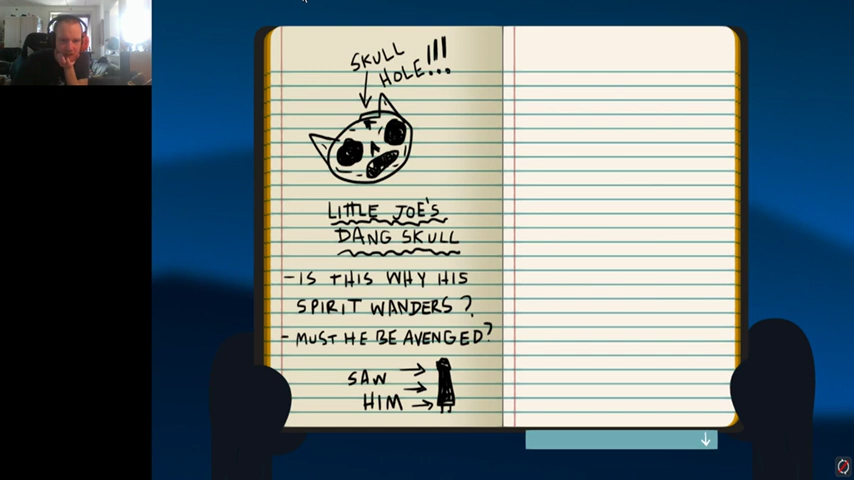 SKULL
HOLE!!!
LITTLE JOE'S
DANG SKULL
-IS THIS WHY HIS
SPIRIT WANDERS?
-MUST HE BE AVENGED?
SAW
HIM